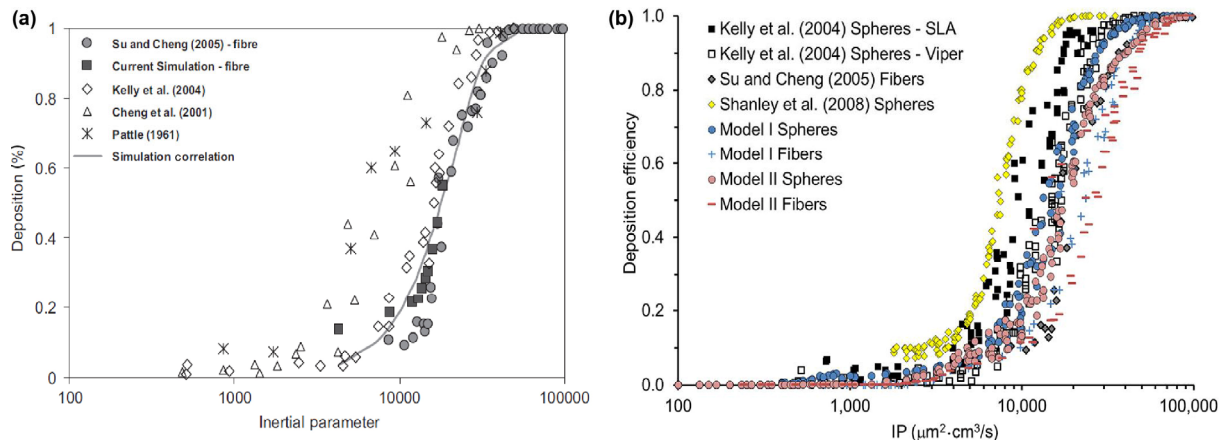 (a)
Deposition (%)
1
0.8
0.6
0.4
0.2
0
Su and Cheng (2005) - fibre
Current Simulation - fibre
Kelly et al. (2004)
Cheng et al. (2001)
Pattle (1961)
Simulation correlation
100
1000
10000
100000
Inertial parameter
(b)
Deposition efficiency
1.0
0.8
0.6
0.4
0.2
0.0
Kelly et al. (2004) Spheres - SLA
Kelly et al. (2004) Spheres - Viper
Su and Cheng (2005) Fibers
Shanley et al. (2008) Spheres
Model I Spheres
Model I Fibers
Model II Spheres
Model II Fibers
100
1,000
10,000
100,000
IP (μm²·cm³/s)